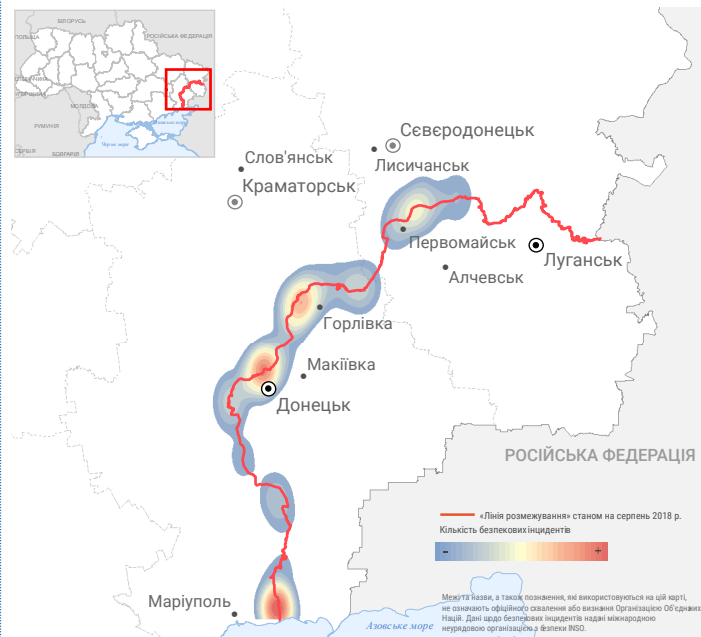 БІЛОРУСЬ
ПОЛЬЩА
РОСІЙСЬКА ФЕДЕРАЦІЯ
МОЛДОВА
РУМУНІЯ
Чорне море
БОЛГАРІЯ
Сєвєродонецьк
Слов'янськ
Лисичанськ
Краматорськ
Первомайськ
Луганськ
Алчевськ
Горлівка
Макіївка
Донецьк
РОСІЙСЬКА ФЕДЕРАЦІЯ
«Лінія розмежування» станом на серпень 2018 р.
Кількість безпекових інцидентів
- +
Маріуполь
Азовське море
Межі та назви, а також позначення, які використовуються на цій карті,
не означають офіційного схвалення або визнання Організацією Об'єднаних
Націй. Дані щодо безпекових інцидентів надані міжнародною
неурядовою організацією з безпеки INSO.